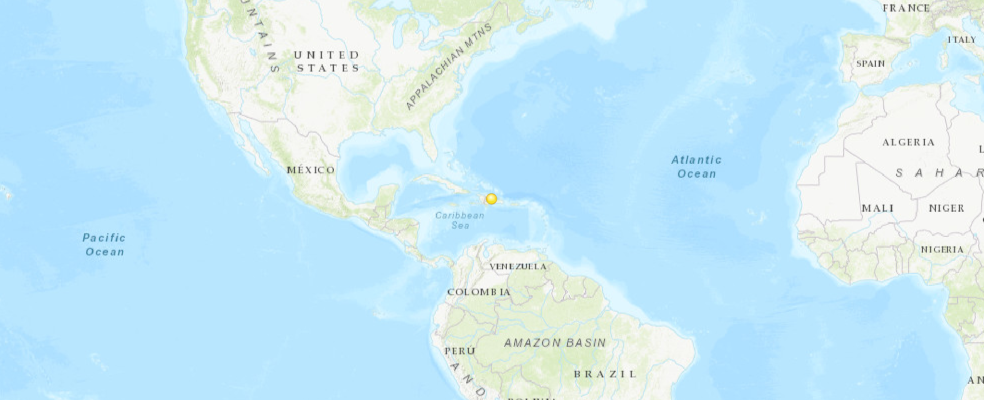 FRANCE
ITALY
SPAIN
UNITED
STATES
APPALACHIAN MTNS
ALGERIA
MÉXICO
Atlantic
Ocean
SAHAR
MALI
NIGER
Caribbean
Sea
Pacific
Ocean
NIGERIA
VENEZUELA
COLOMBIA
AMAZON BASIN
PERU
BRAZIL
AND
AN